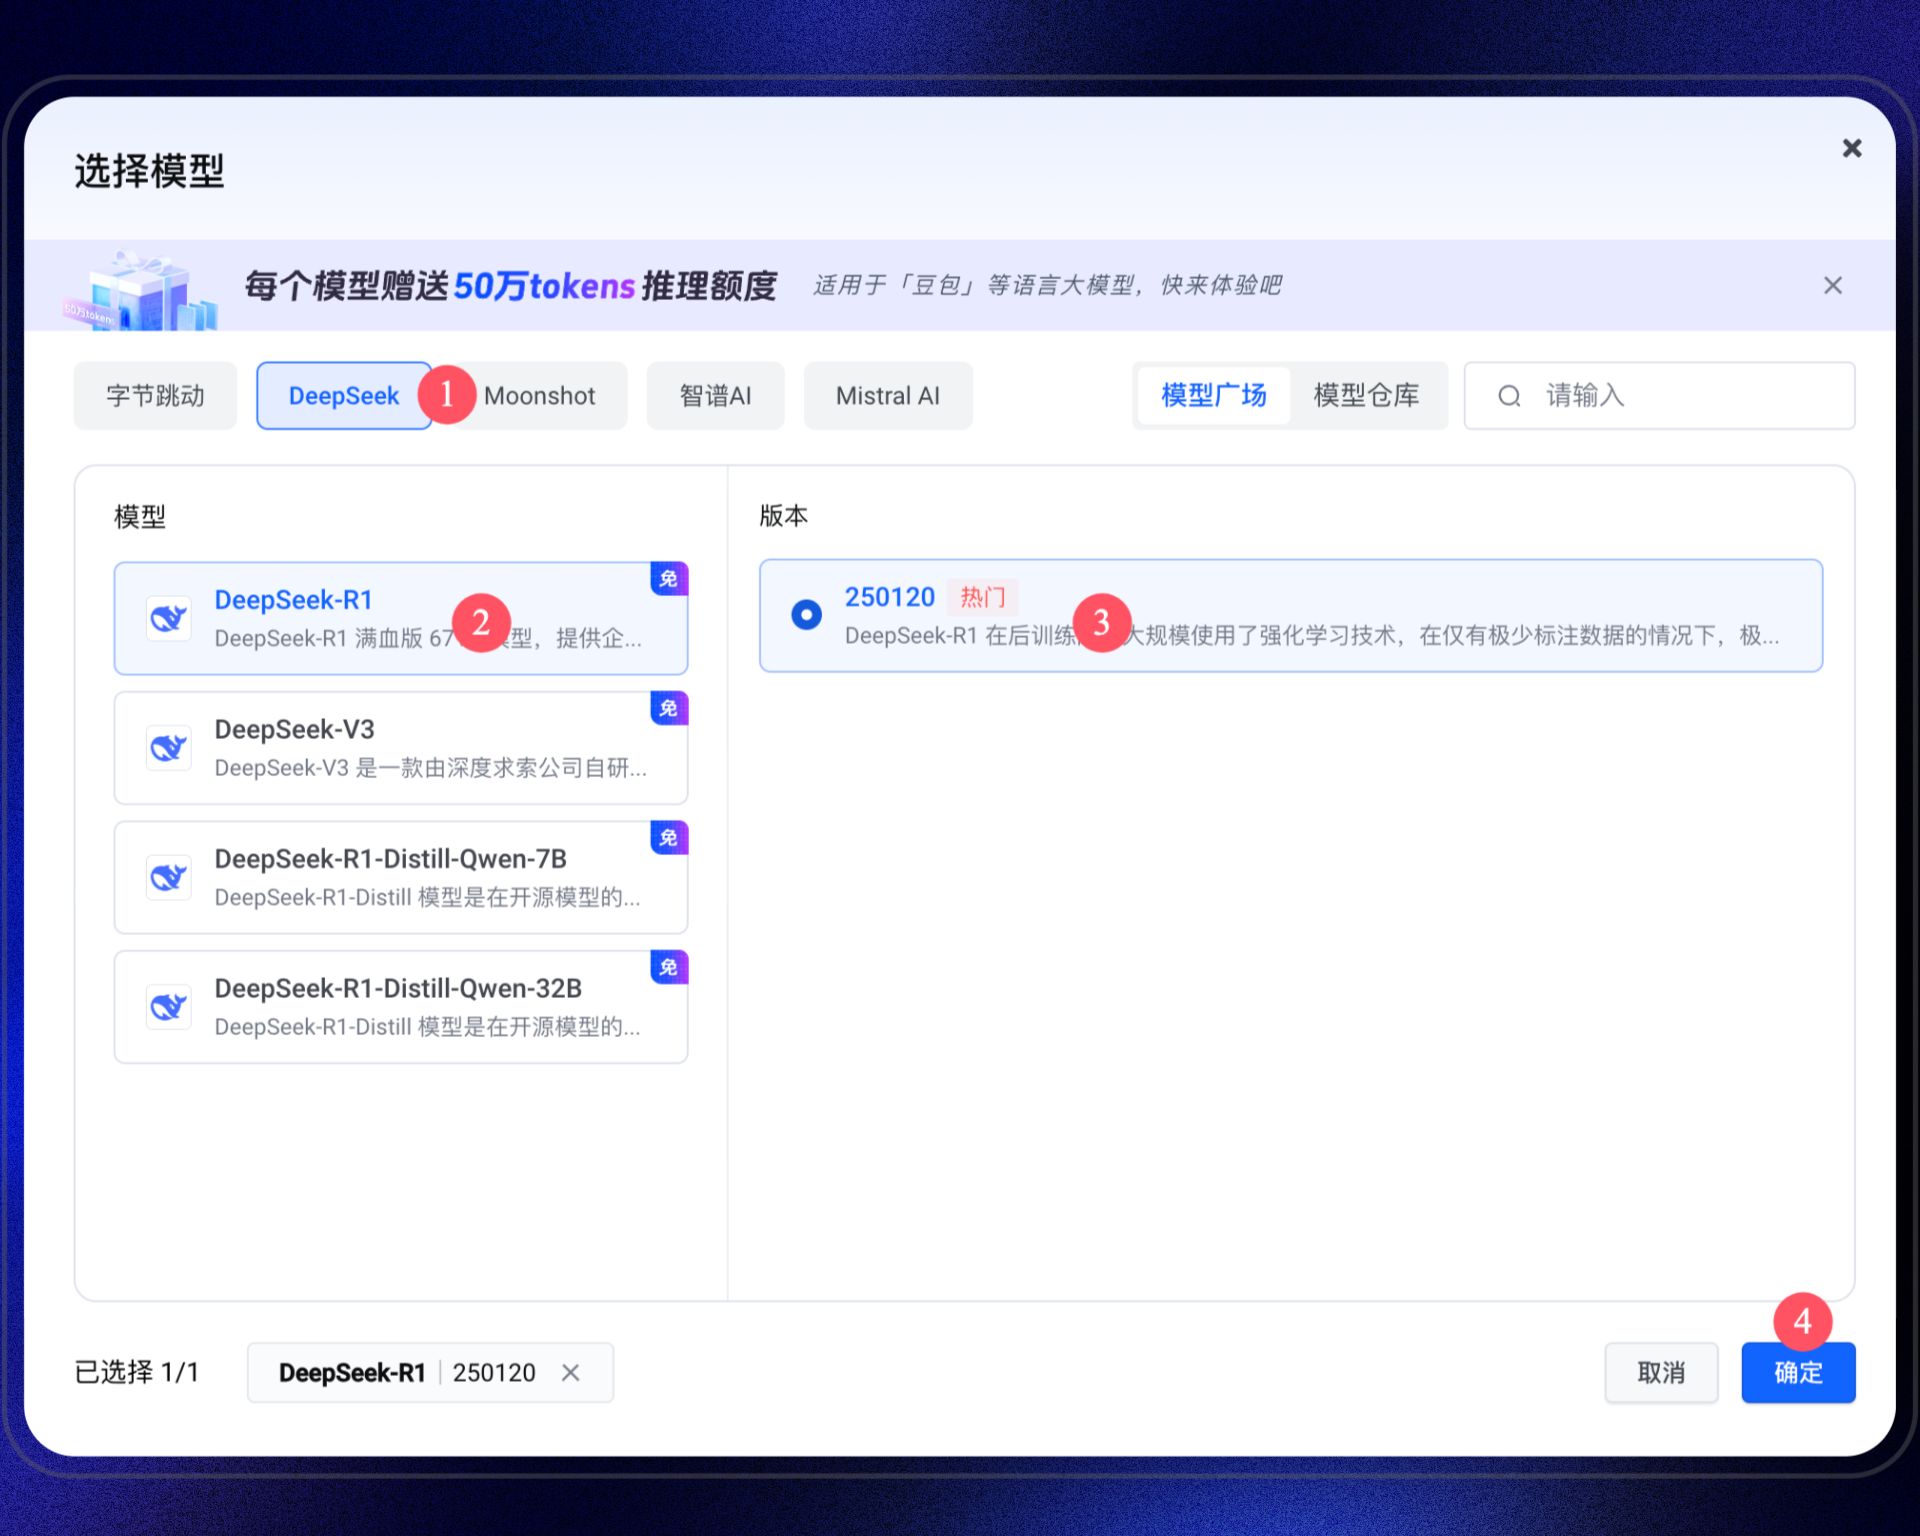 选择模型
50万tokens
每个模型赠送50万tokens推理额度 适用于「豆包」等语言大模型，快来体验吧
字节跳动 DeepSeek 1 Moonshot 智谱AI Mistral AI 模型广场 模型仓库 请输入
模型
免
DeepSeek-R1
DeepSeek-R1 满血版 67 2 型，提供企...
免
DeepSeek-V3
DeepSeek-V3 是一款由深度求索公司自研...
免
DeepSeek-R1-Distill-Qwen-7B
DeepSeek-R1-Distill 模型是在开源模型的...
免
DeepSeek-R1-Distill-Qwen-32B
DeepSeek-R1-Distill 模型是在开源模型的...
版本
250120 热门
DeepSeek-R1 在后训练 3 大规模使用了强化学习技术，在仅有极少标注数据的情况下，极...
已选择 1/1 DeepSeek-R1 250120
4
取消 确定